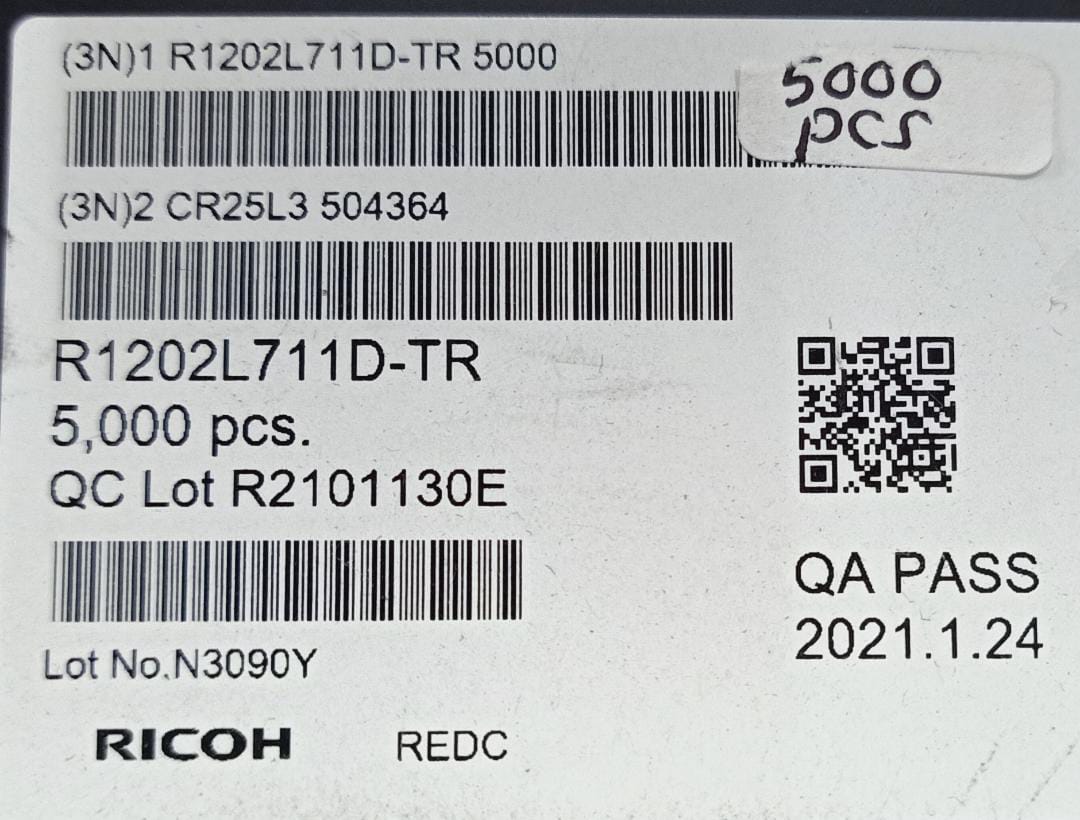 (3N)1 R1202L711D-TR 5000
5000
pcs
(3N)2 CR25L3 504364
R1202L711D-TR
5,000 pcs.
QC Lot R2101130E
QA PASS
2021.1.24
Lot No.N3090Y
RICOH
REDC